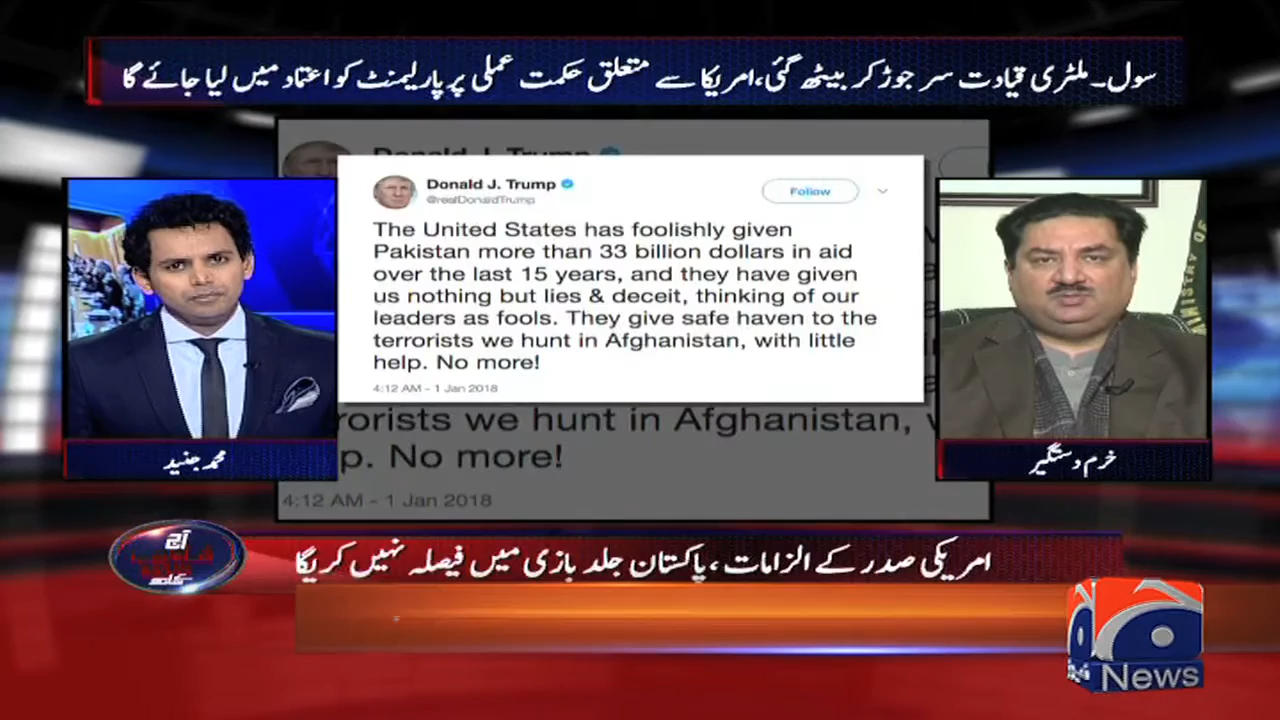 سول۔ ملٹری قیادت سر جوڑ کر بیٹھ گئی، امریکا سے متعلق حکمت عملی پر پارلیمنٹ کو اعتماد میں لیا جائے گا
Donald J. Trump
Donald J. Trump
@realDonaldTrump
Follow
The United States has foolishly given
Pakistan more than 33 billion dollars in aid
over the last 15 years, and they have given
us nothing but lies & deceit, thinking of our
leaders as fools. They give safe haven to the
terrorists we hunt in Afghanistan, with little
help. No more!
4:12 AM - 1 Jan 2018
rorists we hunt in Afghanistan,
p. No more!
4:12 AM - 1 Jan 2018
MINISTRY OF
محمد جنید
خرم دستگیر
آج
امریکی صدر کے الزامات، پاکستان جلد بازی میں فیصلہ نہیں کریگا
News